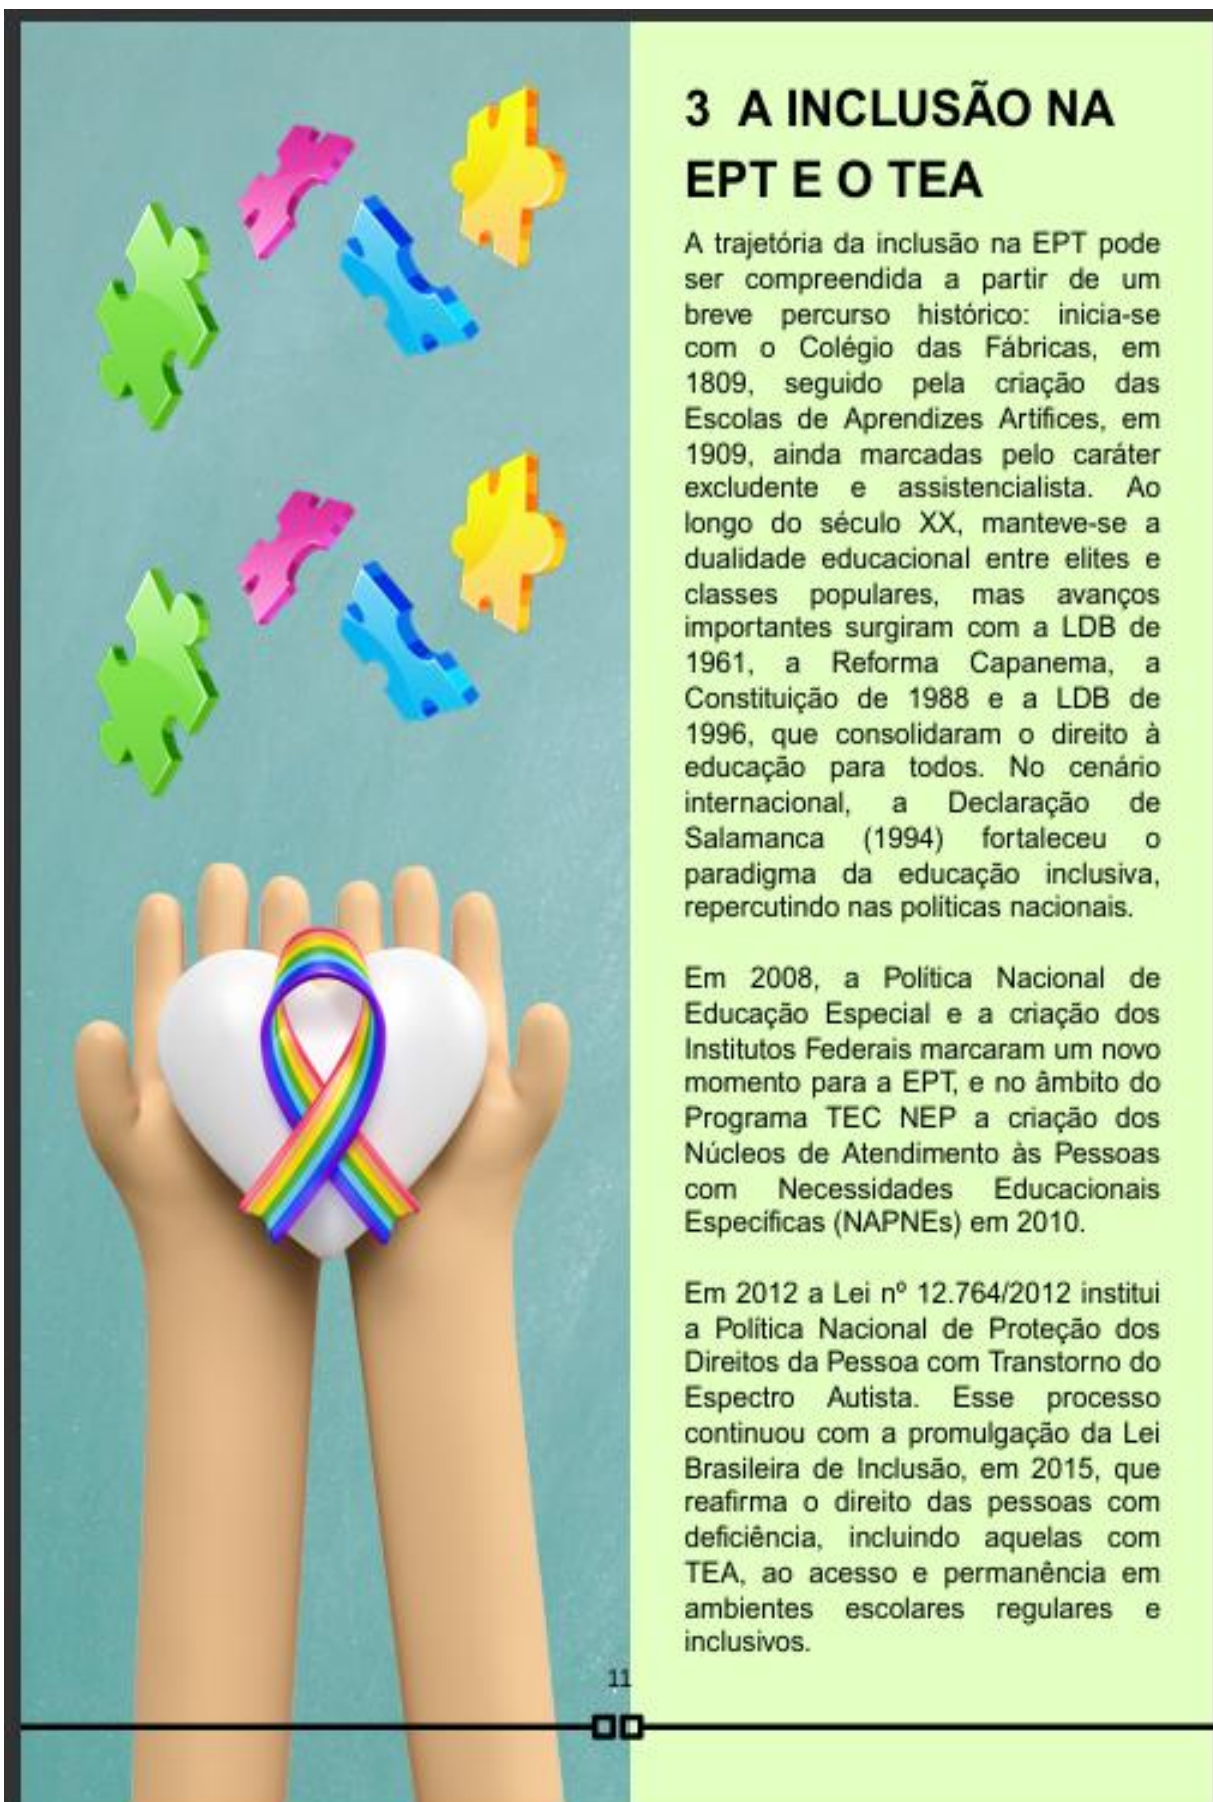 3 A INCLUSÃO NA
EPT E O TEA
A trajetória da inclusão na EPT pode
ser compreendida a partir de um
breve percurso histórico: inicia-se
com o Colégio das Fábricas, em
1809, seguido pela criação das
Escolas de Aprendizes Artífices, em
1909, ainda marcadas pelo caráter
excludente e assistencialista. Ao
longo do século XX, manteve-se a
dualidade educacional entre elites e
classes populares, mas avanços
importantes surgiram com a LDB de
1961, a Reforma Capanema, a
Constituição de 1988 e a LDB de
1996, que consolidaram o direito à
educação para todos. No cenário
internacional, a Declaração de
Salamanca (1994) fortaleceu o
paradigma da educação inclusiva,
repercutindo nas políticas nacionais.
Em 2008, a Política Nacional de
Educação Especial e a criação dos
Institutos Federais marcaram um novo
momento para a EPT, e no âmbito do
Programa TEC NEP a criação dos
Núcleos de Atendimento às Pessoas
com Necessidades Educacionais
Específicas (NAPNEs) em 2010.
Em 2012 a Lei nº 12.764/2012 institui
a Política Nacional de Proteção dos
Direitos da Pessoa com Transtorno do
Espectro Autista. Esse processo
continuou com a promulgação da Lei
Brasileira de Inclusão, em 2015, que
reafirma o direito das pessoas com
deficiência, incluindo aquelas com
TEA, ao acesso e permanência em
ambientes escolares regulares e
inclusivos.
11